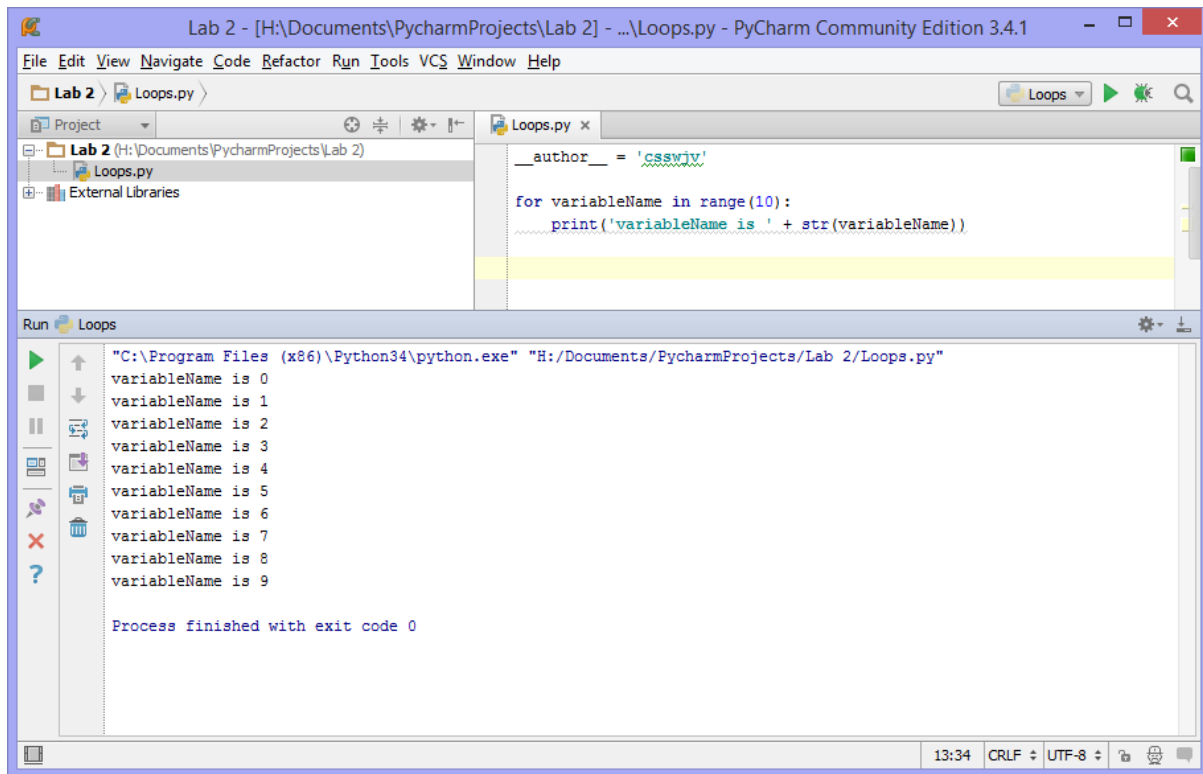 Lab 2 - [H:\Documents\PycharmProjects\Lab 2] - ...\Loops.py - PyCharm Community Edition 3.4.1
File Edit View Navigate Code Refactor Run Tools VCS Window Help
Lab 2 Loops.py
Loops
Project
Loops.py
Lab 2 (H:\Documents\PycharmProjects\Lab 2)
Loops.py
External Libraries
__author__ = 'csswjv'
for variableName in range(10):
    print('variableName is ' + str(variableName))
Run Loops
"C:\Program Files (x86)\Python34\python.exe" "H:/Documents/PycharmProjects/Lab 2/Loops.py"
variableName is 0
variableName is 1
variableName is 2
variableName is 3
variableName is 4
variableName is 5
variableName is 6
variableName is 7
variableName is 8
variableName is 9
Process finished with exit code 0
13:34 CRLF UTF-8